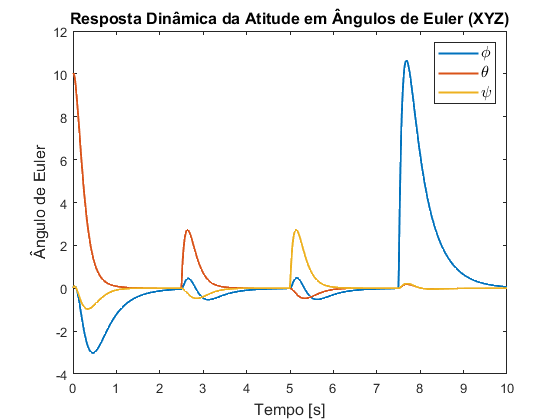 Resposta Dinâmica da Atitude em Ângulos de Euler (XYZ)
12
10
8
6
4
2
0
-2
-4
Ângulo de Euler
ϕ
θ
ψ
0 1 2 3 4 5 6 7 8 9 10
Tempo [s]